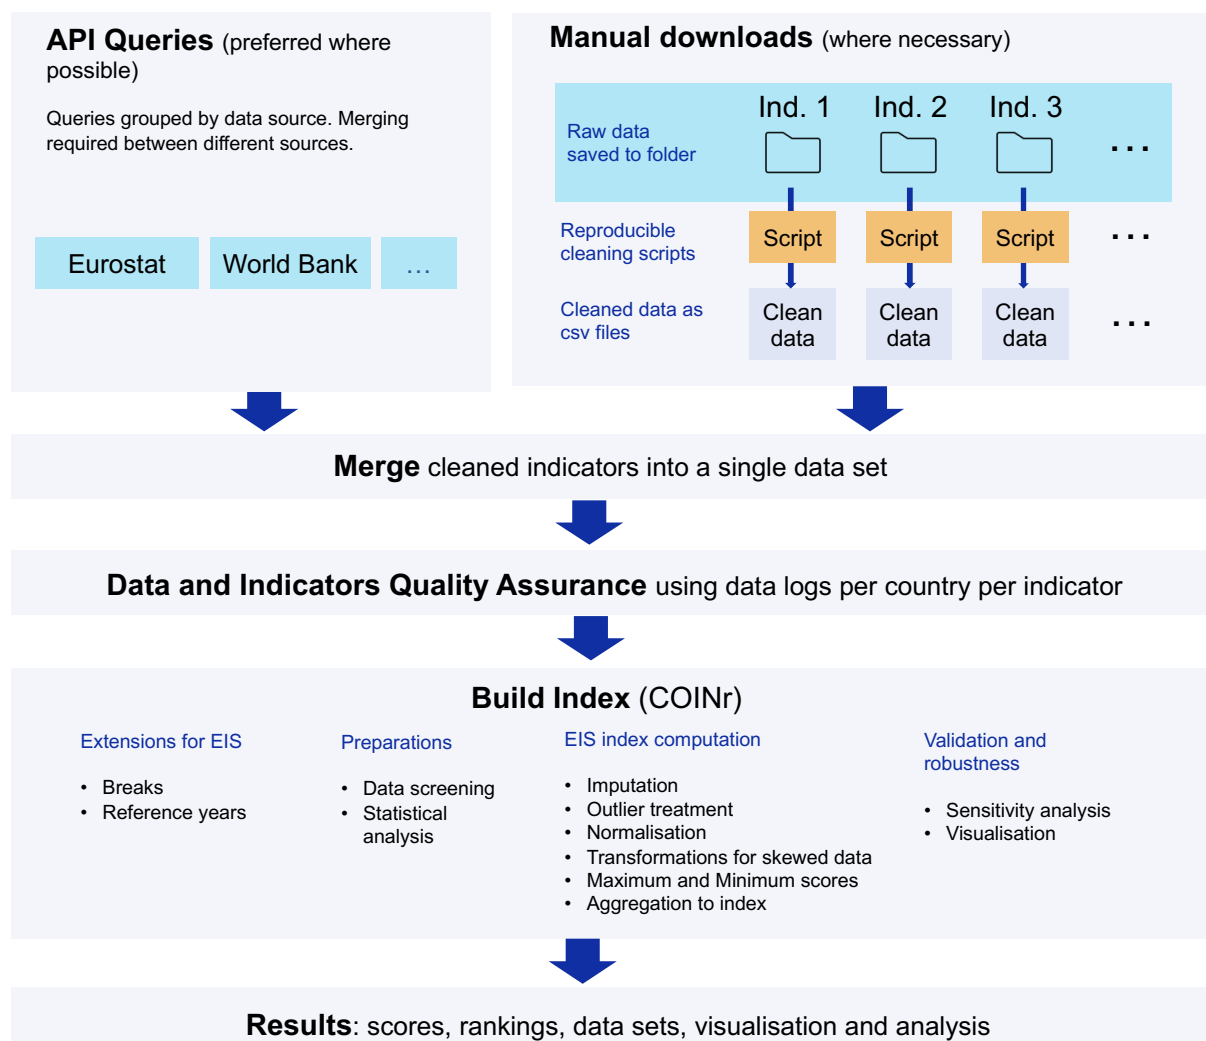 API Queries (preferred where
possible)
Queries grouped by data source. Merging
required between different sources.
Eurostat
World Bank
...
Manual downloads (where necessary)
Raw data
saved to folder
Ind. 1
Ind. 2
Ind. 3
...
Reproducible
cleaning scripts
Script
Script
Script
...
Cleaned data as
csv files
Clean
data
Clean
data
Clean
data
...
Merge cleaned indicators into a single data set
Data and Indicators Quality Assurance using data logs per country per indicator
Build Index (COINr)
Extensions for EIS
• Breaks
• Reference years
Preparations
• Data screening
• Statistical
analysis
EIS index computation
• Imputation
• Outlier treatment
• Normalisation
• Transformations for skewed data
• Maximum and Minimum scores
• Aggregation to index
Validation and
robustness
• Sensitivity analysis
• Visualisation
Results: scores, rankings, data sets, visualisation and analysis